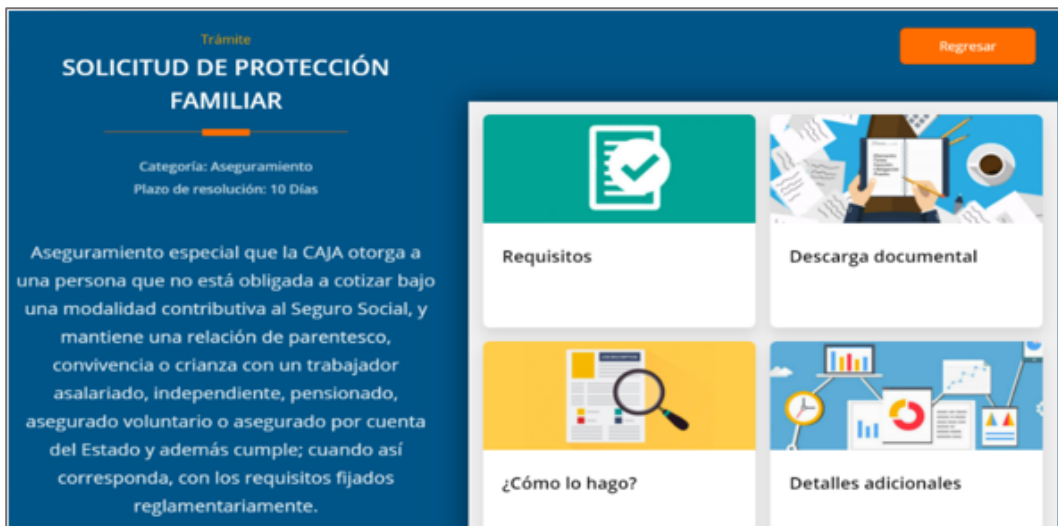 Trámite
SOLICITUD DE PROTECCIÓN
FAMILIAR
Categoría: Aseguramiento
Plazo de resolución: 10 Días
Aseguramiento especial que la CAJA otorga a
una persona que no está obligada a cotizar bajo
una modalidad contributiva al Seguro Social, y
mantiene una relación de parentesco,
convivencia o crianza con un trabajador
asalariado, independiente, pensionado,
asegurado voluntario o asegurado por cuenta
del Estado y además cumple; cuando así
corresponda, con los requisitos fijados
reglamentariamente.
Regresar
Requisitos
Descarga documental
¿Cómo lo hago?
Detalles adicionales